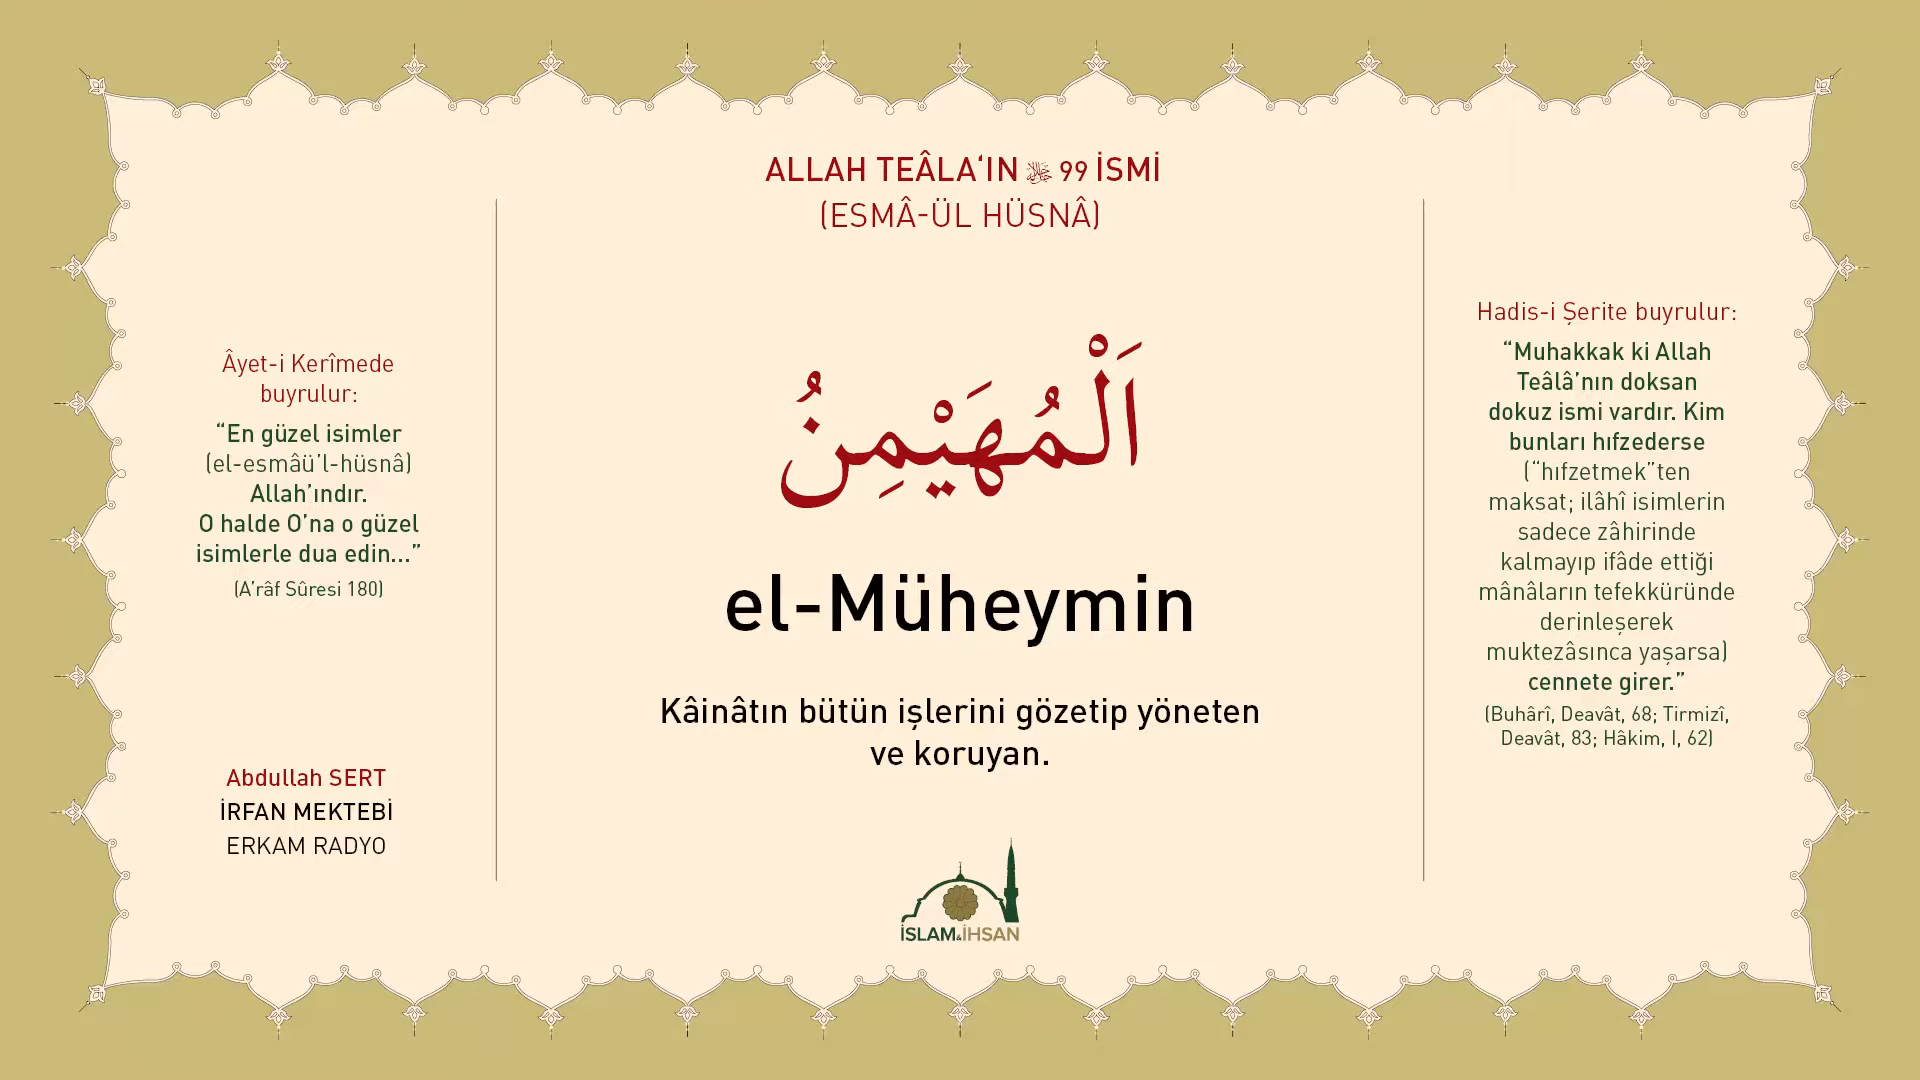 ALLAH TEÂLA‘IN ﷻ 99 İSMİ
(ESMÂ-ÜL HÜSNÂ)
Âyet-i Kerîmede
buyrulur:
“En güzel isimler
(el-esmâü’l-hüsnâ)
Allah’ındır.
O halde O’na o güzel
isimlerle dua edin...”
(A’râf Sûresi 180)
Abdullah SERT
İRFAN MEKTEBİ
ERKAM RADYO
اَلْمُهَيْمِنُ
el-Müheymin
Kâinâtın bütün işlerini gözetip yöneten
ve koruyan.
İSLAM&İHSAN
Hadis-i Şerite buyrulur:
“Muhakkak ki Allah
Teâlâ’nın doksan
dokuz ismi vardır. Kim
bunları hıfzederse
(“hıfzetmek”ten
maksat; ilâhî isimlerin
sadece zâhirinde
kalmayıp ifâde ettiği
mânâların tefekküründe
derinleşerek
muktezâsınca yaşarsa)
cennete girer.”
(Buhârî, Deavât, 68; Tirmizî,
Deavât, 83; Hâkim, I, 62)